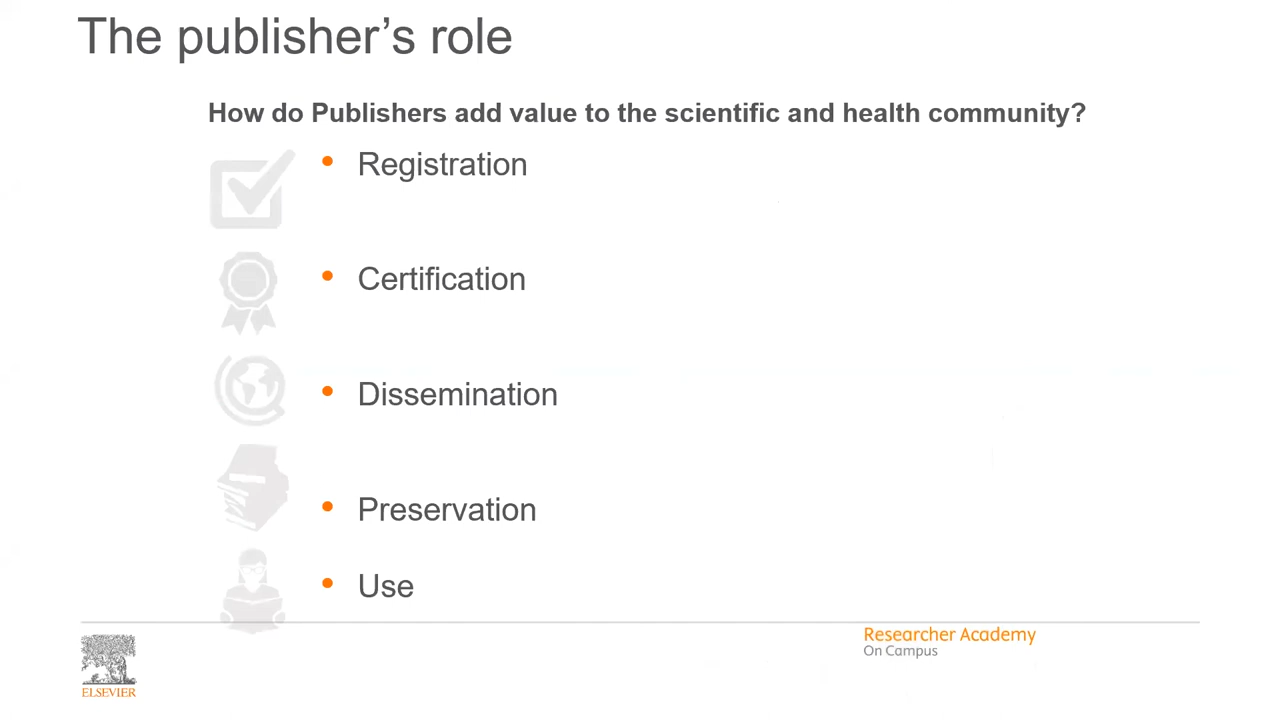 The publisher’s role
How do Publishers add value to the scientific and health community?
• Registration
• Certification
• Dissemination
• Preservation
• Use
ELSEVIER
Researcher Academy
On Campus